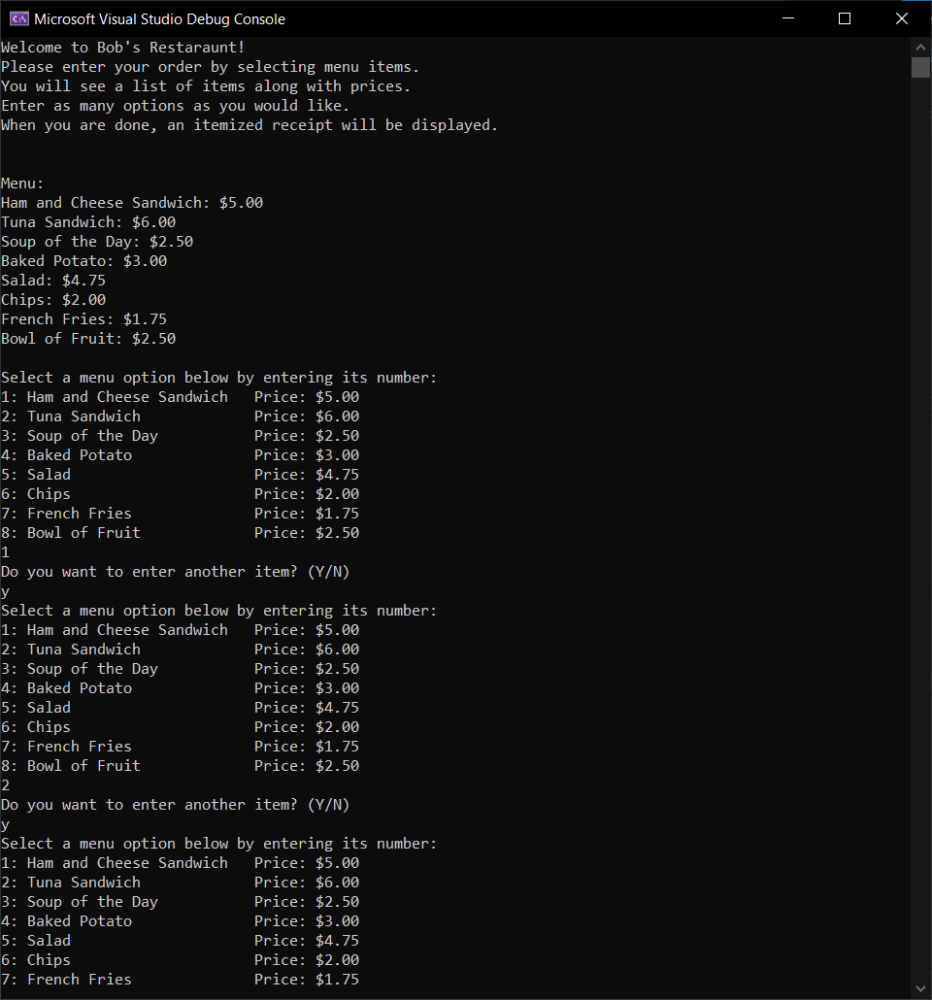 Microsoft Visual Studio Debug Console
Welcome to Bob's Restaraunt!
Please enter your order by selecting menu items.
You will see a list of items along with prices.
Enter as many options as you would like.
When you are done, an itemized receipt will be displayed.
Menu:
Ham and Cheese Sandwich: $5.00
Tuna Sandwich: $6.00
Soup of the Day: $2.50
Baked Potato: $3.00
Salad: $4.75
Chips: $2.00
French Fries: $1.75
Bowl of Fruit: $2.50
Select a menu option below by entering its number:
1: Ham and Cheese Sandwich   Price: $5.00
2: Tuna Sandwich             Price: $6.00
3: Soup of the Day           Price: $2.50
4: Baked Potato              Price: $3.00
5: Salad                     Price: $4.75
6: Chips                     Price: $2.00
7: French Fries              Price: $1.75
8: Bowl of Fruit             Price: $2.50
1
Do you want to enter another item? (Y/N)
y
Select a menu option below by entering its number:
1: Ham and Cheese Sandwich   Price: $5.00
2: Tuna Sandwich             Price: $6.00
3: Soup of the Day           Price: $2.50
4: Baked Potato              Price: $3.00
5: Salad                     Price: $4.75
6: Chips                     Price: $2.00
7: French Fries              Price: $1.75
8: Bowl of Fruit             Price: $2.50
2
Do you want to enter another item? (Y/N)
y
Select a menu option below by entering its number:
1: Ham and Cheese Sandwich   Price: $5.00
2: Tuna Sandwich             Price: $6.00
3: Soup of the Day           Price: $2.50
4: Baked Potato              Price: $3.00
5: Salad                     Price: $4.75
6: Chips                     Price: $2.00
7: French Fries              Price: $1.75